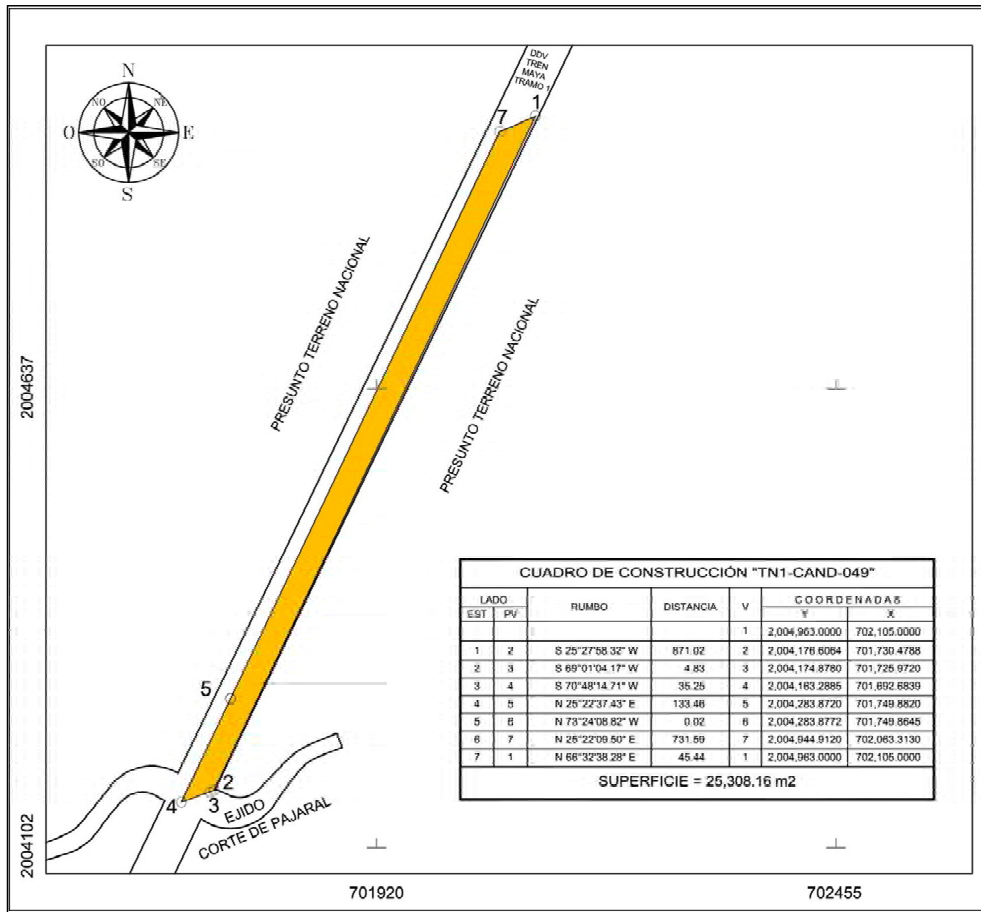 DDV
TREN
MAYA
TRAMO 1
N
NO NE
O E
SO SE
S
7 1
PRESUNTO TERRENO NACIONAL
PRESUNTO TERRENO NACIONAL
2004637
5
2
4 3
EJIDO
CORTE DE PAJARAL
2004102
701920 702455
CUADRO DE CONSTRUCCIÓN "TN1-CAND-049"
LADO RUMBO DISTANCIA V COORDENADAS
EST PV Y X
1 2,004,963.0000 702,105.0000
1 2 S 25°27'58.32" W 871.02 2 2,004,176.6064 701,730.4788
2 3 S 69°01'04.17" W 4.83 3 2,004,174.8780 701,725.9720
3 4 S 70°48'14.71" W 35.25 4 2,004,163.2885 701,692.6839
4 5 N 25°22'37.43" E 133.46 5 2,004,283.8720 701,749.8820
5 6 N 73°24'08.82" W 0.02 6 2,004,283.8772 701,749.8645
6 7 N 25°22'09.50" E 731.59 7 2,004,944.9120 702,063.3130
7 1 N 66°32'38.28" E 45.44 1 2,004,963.0000 702,105.0000
SUPERFICIE = 25,308.16 m2